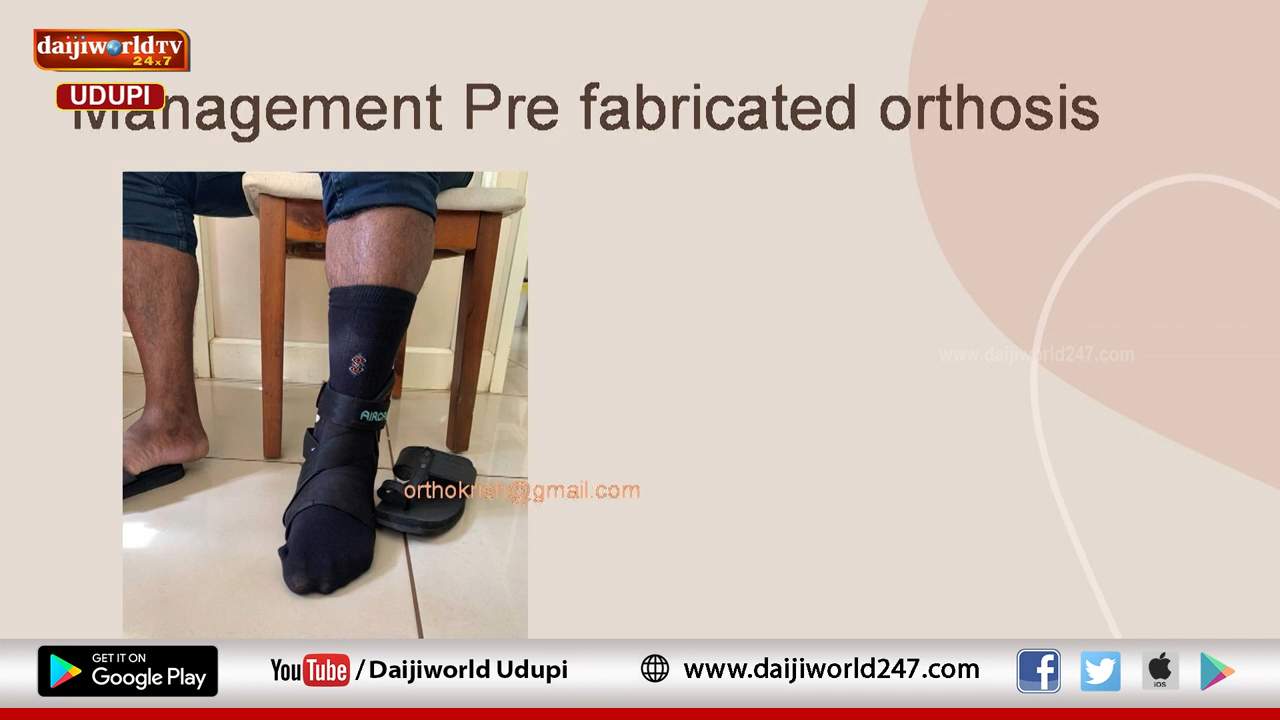 daijiworldTV
24x7
UDUPI
Management Pre fabricated orthosis
www.daijiworld247.com
orthokrish@gmail.com
GET IT ON
Google Play
YouTube / Daijiworld Udupi
www.daijiworld247.com
iOS